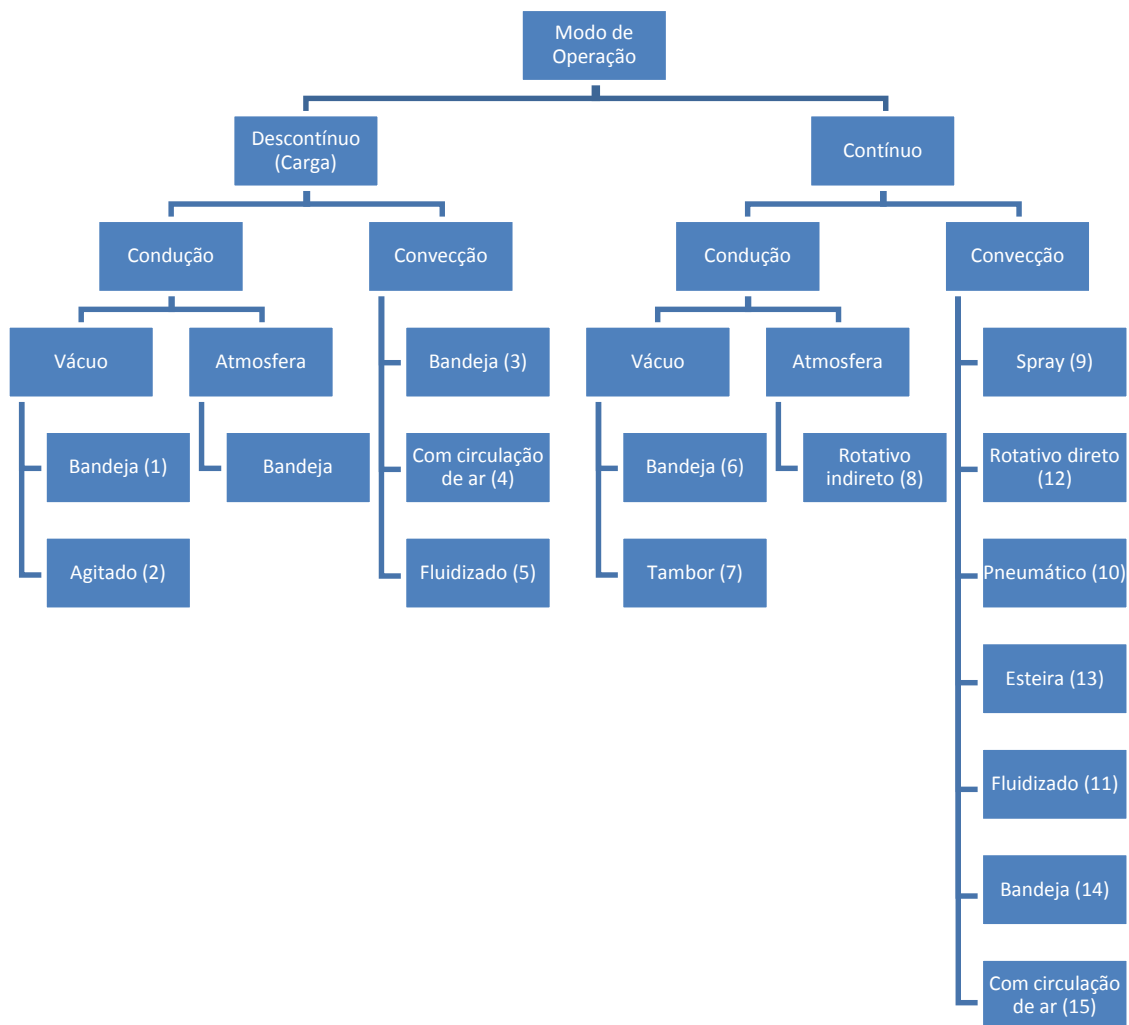 Modo de
Operação
Descontínuo
(Carga)
Contínuo
Condução
Convecção
Condução
Convecção
Vácuo
Atmosfera
Bandeja (3)
Vácuo
Atmosfera
Spray (9)
Bandeja (1)
Bandeja
Com circulação
de ar (4)
Bandeja (6)
Rotativo
indireto (8)
Rotativo direto
(12)
Agitado (2)
Fluidizado (5)
Tambor (7)
Pneumático (10)
Esteira (13)
Fluidizado (11)
Bandeja (14)
Com circulação
de ar (15)